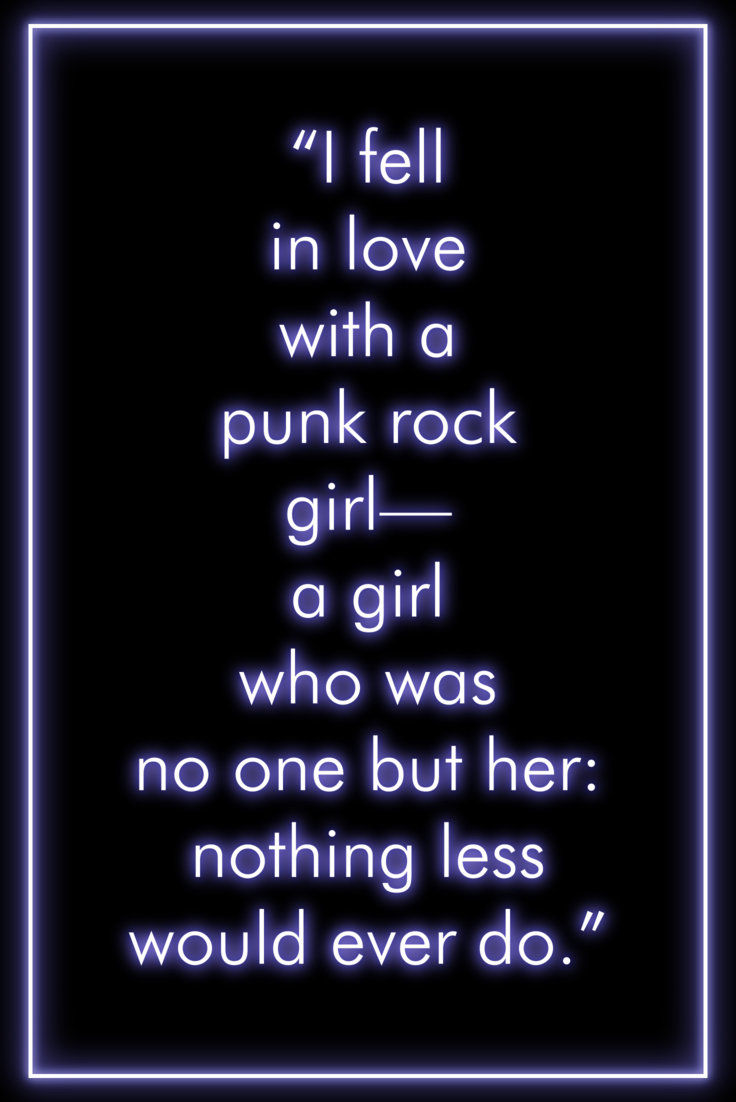 “I fell
in love
with a
punk rock
girl—
a girl
who was
no one but her:
nothing less
would ever do.”